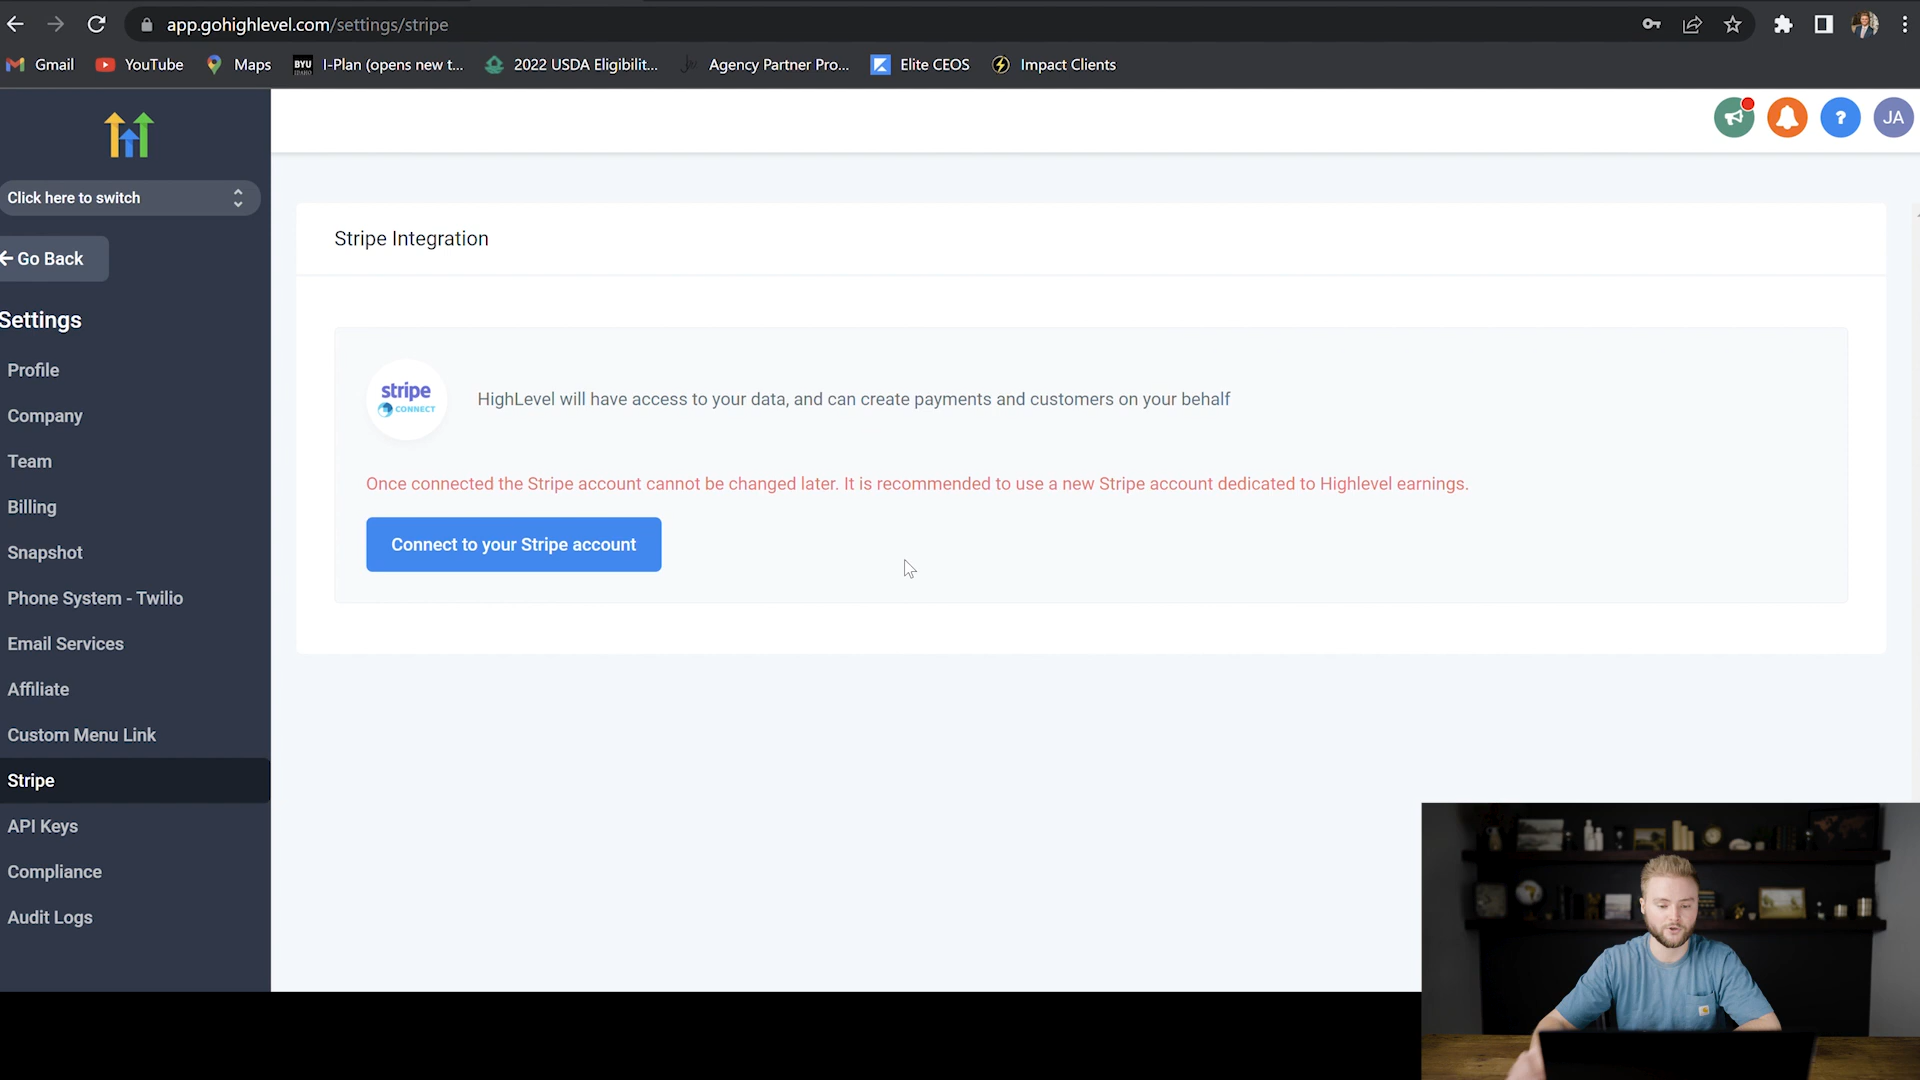 app.gohighlevel.com/settings/stripe
Gmail
YouTube
Maps
BYU
IDAHO
I-Plan (opens new t...
2022 USDA Eligibilit...
Agency Partner Pro...
Elite CEOS
Impact Clients
?
JA
Click here to switch
Go Back
Settings
Profile
Company
Team
Billing
Snapshot
Phone System - Twilio
Email Services
Affiliate
Custom Menu Link
Stripe
API Keys
Compliance
Audit Logs
Stripe Integration
stripe
CONNECT
HighLevel will have access to your data, and can create payments and customers on your behalf
Once connected the Stripe account cannot be changed later. It is recommended to use a new Stripe account dedicated to Highlevel earnings.
Connect to your Stripe account